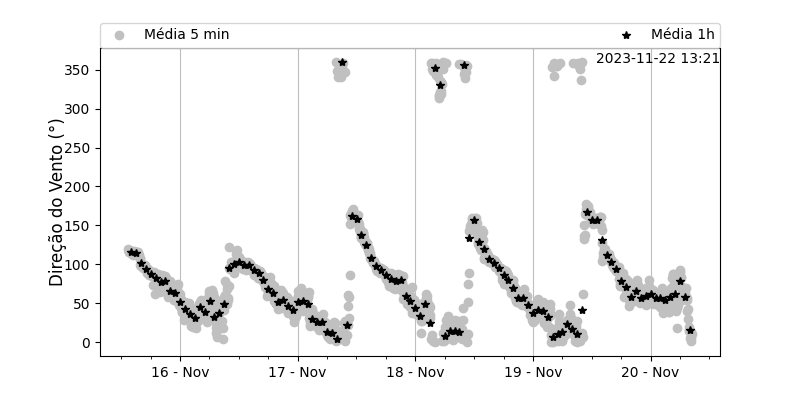 Média 5 min
Média 1h
2023-11-22 13:21
Direção do Vento (°)
350
300
250
200
150
100
50
0
16 - Nov
17 - Nov
18 - Nov
19 - Nov
20 - Nov